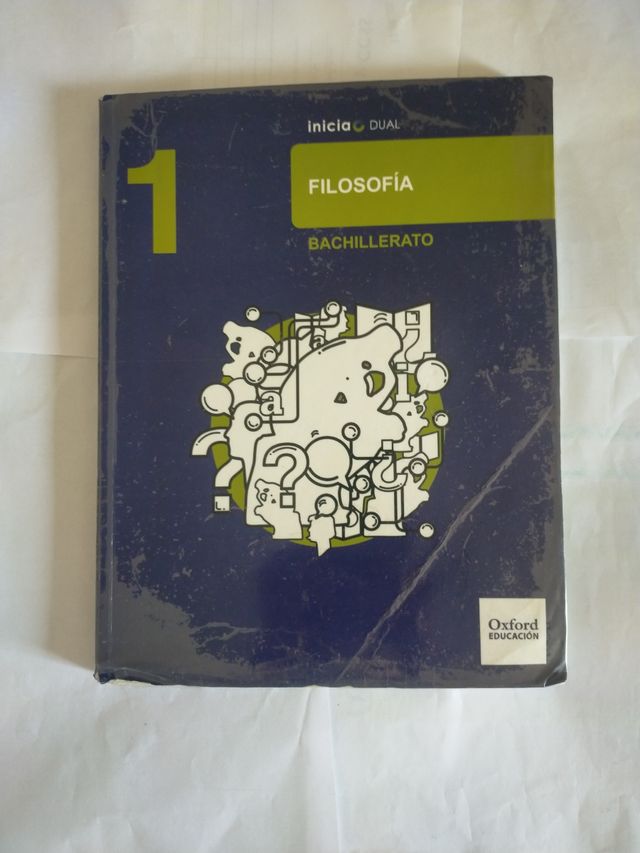 inicia DUAL
1
FILOSOFÍA
BACHILLERATO
a
? ?
Oxford
EDUCACIÓN